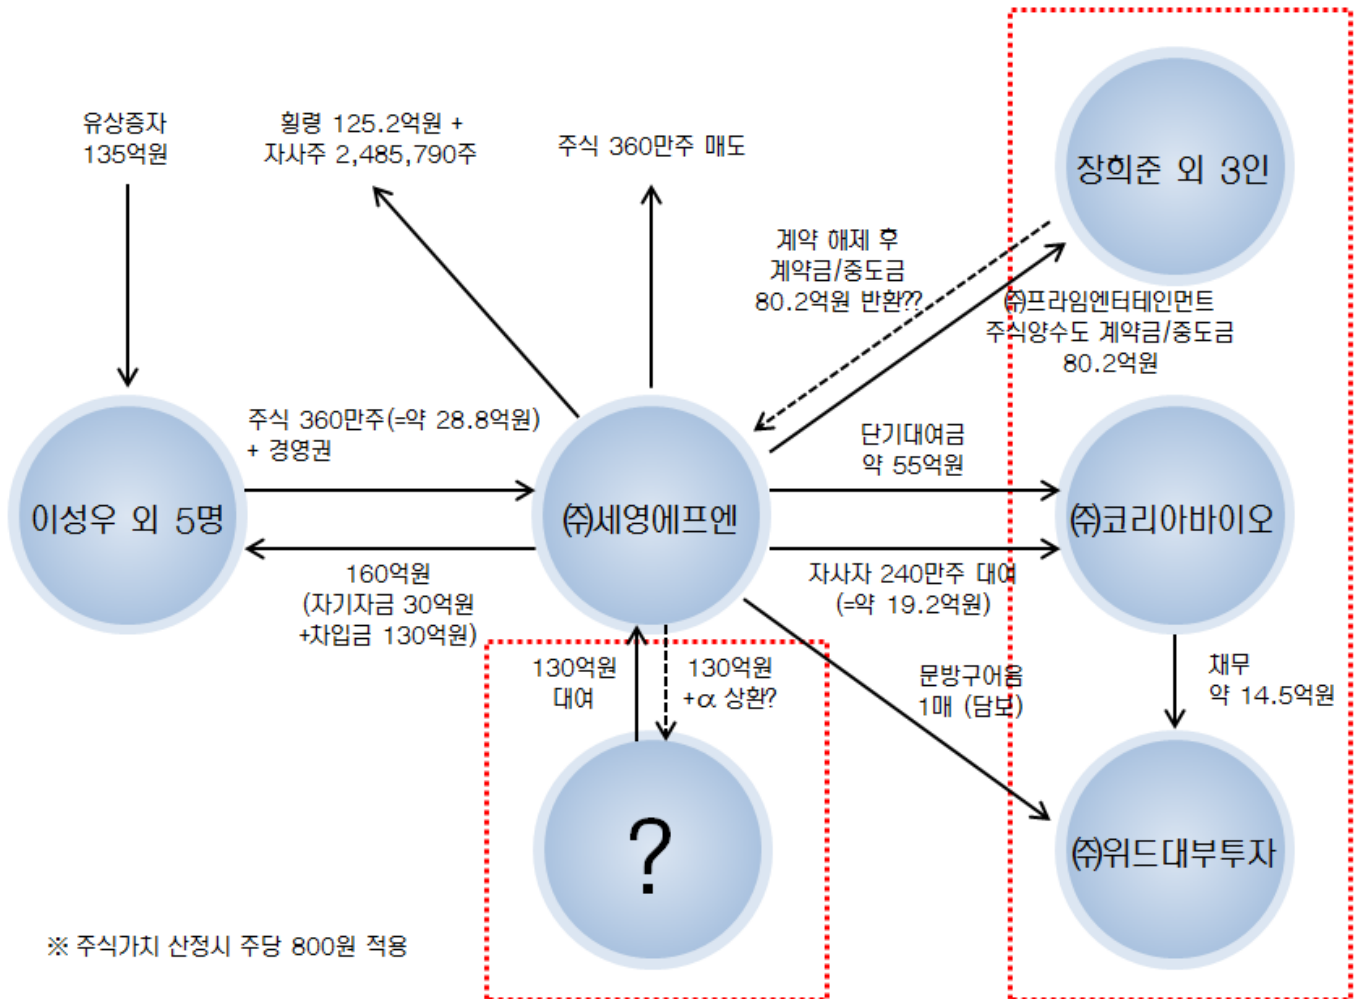 유상증자
135억원
횡령 125.2억원 +
자사주 2,485,790주
주식 360만주 매도
장희준 외 3인
계약 해제 후
계약금/중도금
80.2억원 반환??
㈜프라임엔터테인먼트
주식양수도 계약금/중도금
80.2억원
주식 360만주(=약 28.8억원)
+ 경영권
단기대여금
약 55억원
이성우 외 5명
㈜세영에프엔
㈜코리아바이오
160억원
(자기자금 30억원
+차입금 130억원)
자사자 240만주 대여
(=약 19.2억원)
130억원
대여
130억원
+α 상환?
문방구어음
1매 (담보)
채무
약 14.5억원
?
㈜위드대부투자
※ 주식가치 산정시 주당 800원 적용